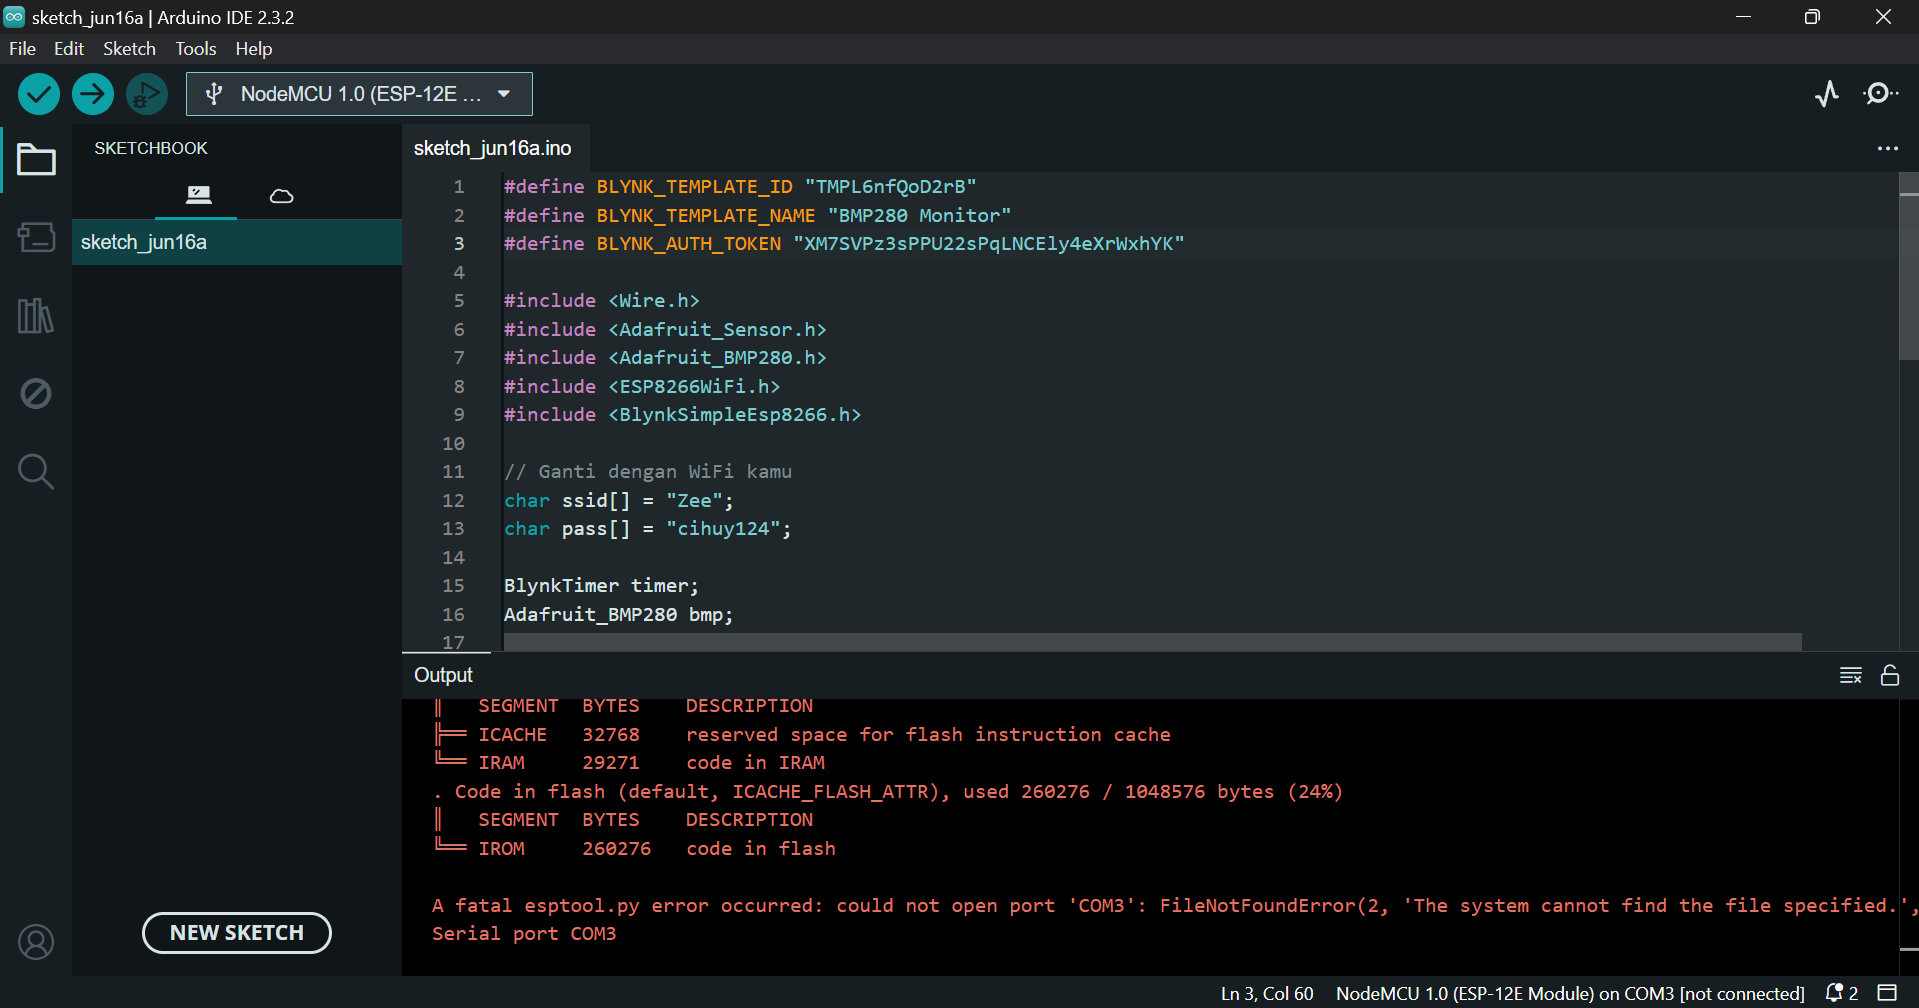 sketch_jun16a | Arduino IDE 2.3.2
File Edit Sketch Tools Help
NodeMCU 1.0 (ESP-12E ...
SKETCHBOOK
sketch_jun16a
NEW SKETCH
sketch_jun16a.ino
1 #define BLYNK_TEMPLATE_ID "TMPL6nfQoD2rB"
2 #define BLYNK_TEMPLATE_NAME "BMP280 Monitor"
3 #define BLYNK_AUTH_TOKEN "XM7SVPz3sPPU22sPqLNCEly4eXrWxhYK"
4
5 #include <Wire.h>
6 #include <Adafruit_Sensor.h>
7 #include <Adafruit_BMP280.h>
8 #include <ESP8266WiFi.h>
9 #include <BlynkSimpleEsp8266.h>
10
11 // Ganti dengan WiFi kamu
12 char ssid[] = "Zee";
13 char pass[] = "cihuy124";
14
15 BlynkTimer timer;
16 Adafruit_BMP280 bmp;
17
Output
║ SEGMENT BYTES DESCRIPTION
╠══ ICACHE 32768 reserved space for flash instruction cache
╚══ IRAM 29271 code in IRAM
. Code in flash (default, ICACHE_FLASH_ATTR), used 260276 / 1048576 bytes (24%)
║ SEGMENT BYTES DESCRIPTION
╚══ IROM 260276 code in flash
A fatal esptool.py error occurred: could not open port 'COM3': FileNotFoundError(2, 'The system cannot find the file specified.',
Serial port COM3
Ln 3, Col 60 NodeMCU 1.0 (ESP-12E Module) on COM3 [not connected] 2